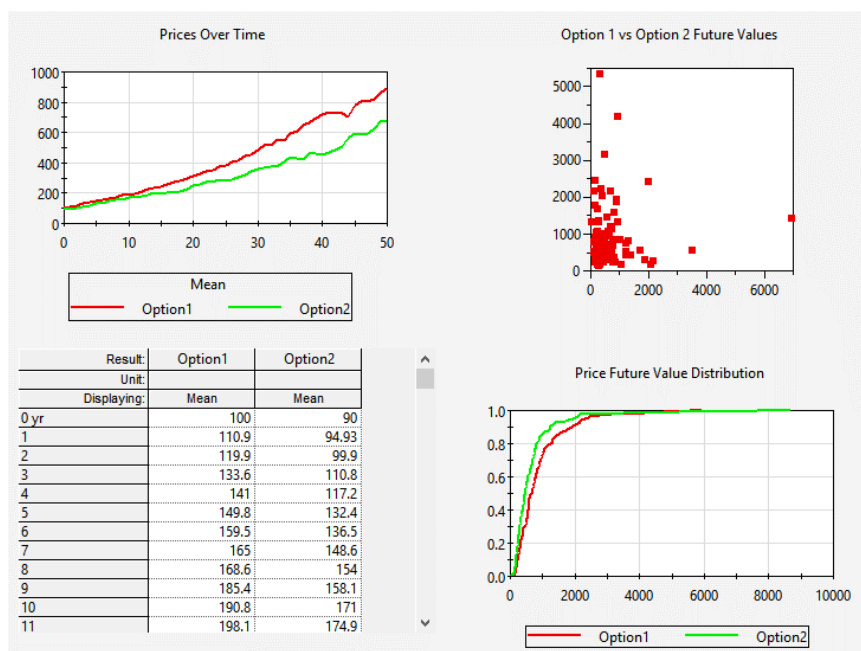 Prices Over Time
1000
800
600
400
200
0
0 10 20 30 40 50
Mean
Option1 Option2
Option 1 vs Option 2 Future Values
5000
4000
3000
2000
1000
0
0 2000 4000 6000
Result: Option1 Option2
Unit:
Displaying: Mean Mean
0 yr 100 90
1 110.9 94.93
2 119.9 99.9
3 133.6 110.8
4 141 117.2
5 149.8 132.4
6 159.5 136.5
7 165 148.6
8 168.6 154
9 185.4 158.1
10 190.8 171
11 198.1 174.9
Price Future Value Distribution
1.0
0.8
0.6
0.4
0.2
0.0
0 2000 4000 6000 8000 10000
Option1 Option2